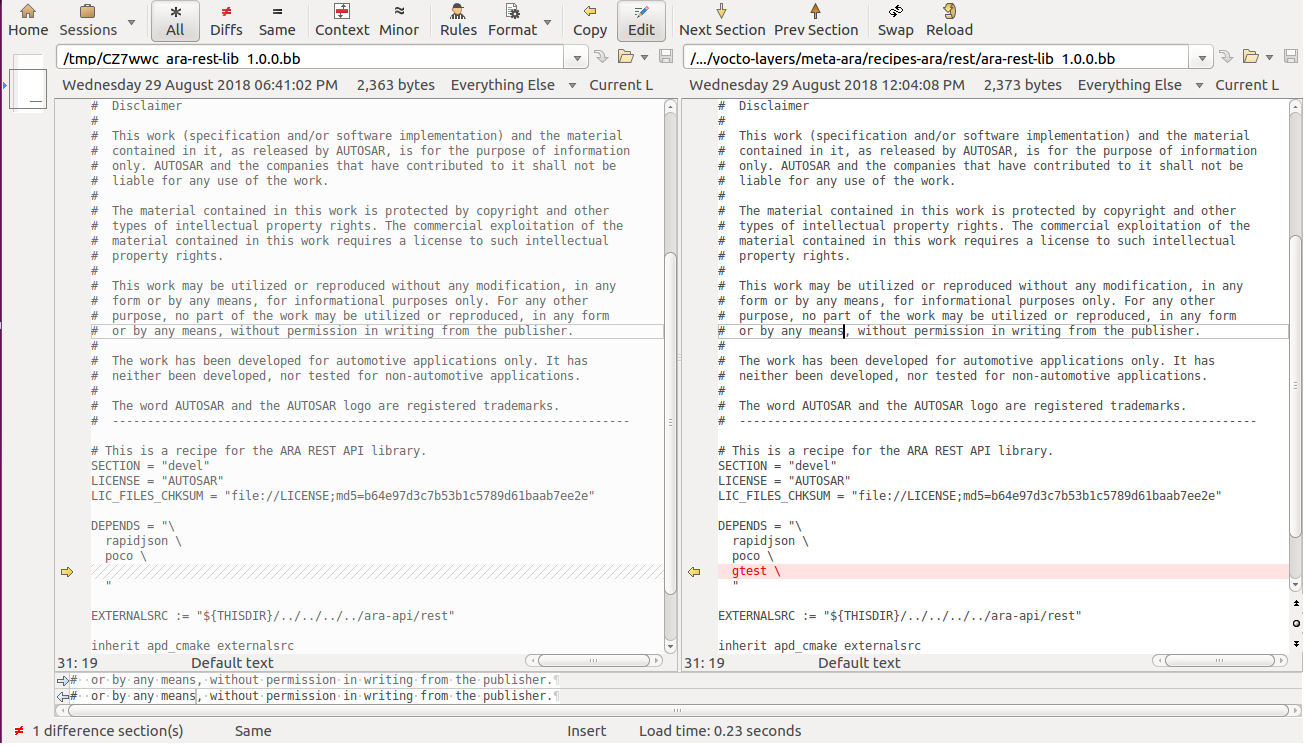 Home Sessions All Diffs Same Context Minor Rules Format Copy Edit Next Section Prev Section Swap Reload
/tmp/CZ7wwc ara-rest-lib 1.0.0.bb
/.../yocto-layers/meta-ara/recipes-ara/rest/ara-rest-lib 1.0.0.bb
Wednesday 29 August 2018 06:41:02 PM 2,363 bytes Everything Else Current L
Wednesday 29 August 2018 12:04:08 PM 2,373 bytes Everything Else Current L
# Disclaimer
#
# This work (specification and/or software implementation) and the material
# contained in it, as released by AUTOSAR, is for the purpose of information
# only. AUTOSAR and the companies that have contributed to it shall not be
# liable for any use of the work.
#
# The material contained in this work is protected by copyright and other
# types of intellectual property rights. The commercial exploitation of the
# material contained in this work requires a license to such intellectual
# property rights.
#
# This work may be utilized or reproduced without any modification, in any
# form or by any means, for informational purposes only. For any other
# purpose, no part of the work may be utilized or reproduced, in any form
# or by any means, without permission in writing from the publisher.
#
# The work has been developed for automotive applications only. It has
# neither been developed, nor tested for non-automotive applications.
#
# The word AUTOSAR and the AUTOSAR logo are registered trademarks.
# --------------------------------------------------------------------------
# This is a recipe for the ARA REST API library.
SECTION = "devel"
LICENSE = "AUTOSAR"
LIC_FILES_CHKSUM = "file://LICENSE;md5=b64e97d3c7b53b1c5789d61baab7ee2e"
DEPENDS = "\
rapidjson \
poco \
"
EXTERNALSRC := "${THISDIR}/../../../../ara-api/rest"
inherit apd_cmake externalsrc
31: 19 Default text
# Disclaimer
#
# This work (specification and/or software implementation) and the material
# contained in it, as released by AUTOSAR, is for the purpose of information
# only. AUTOSAR and the companies that have contributed to it shall not be
# liable for any use of the work.
#
# The material contained in this work is protected by copyright and other
# types of intellectual property rights. The commercial exploitation of the
# material contained in this work requires a license to such intellectual
# property rights.
#
# This work may be utilized or reproduced without any modification, in any
# form or by any means, for informational purposes only. For any other
# purpose, no part of the work may be utilized or reproduced, in any form
# or by any means, without permission in writing from the publisher.
#
# The work has been developed for automotive applications only. It has
# neither been developed, nor tested for non-automotive applications.
#
# The word AUTOSAR and the AUTOSAR logo are registered trademarks.
# --------------------------------------------------------------------------
# This is a recipe for the ARA REST API library.
SECTION = "devel"
LICENSE = "AUTOSAR"
LIC_FILES_CHKSUM = "file://LICENSE;md5=b64e97d3c7b53b1c5789d61baab7ee2e"
DEPENDS = "\
rapidjson \
poco \
gtest \
"
EXTERNALSRC := "${THISDIR}/../../../../ara-api/rest"
inherit apd_cmake externalsrc
31: 19 Default text
#··or·by·any·means,·without·permission·in·writing·from·the·publisher.¶
#··or·by·any·means,·without·permission·in·writing·from·the·publisher.¶
≠ 1 difference section(s) Same Insert Load time: 0.23 seconds